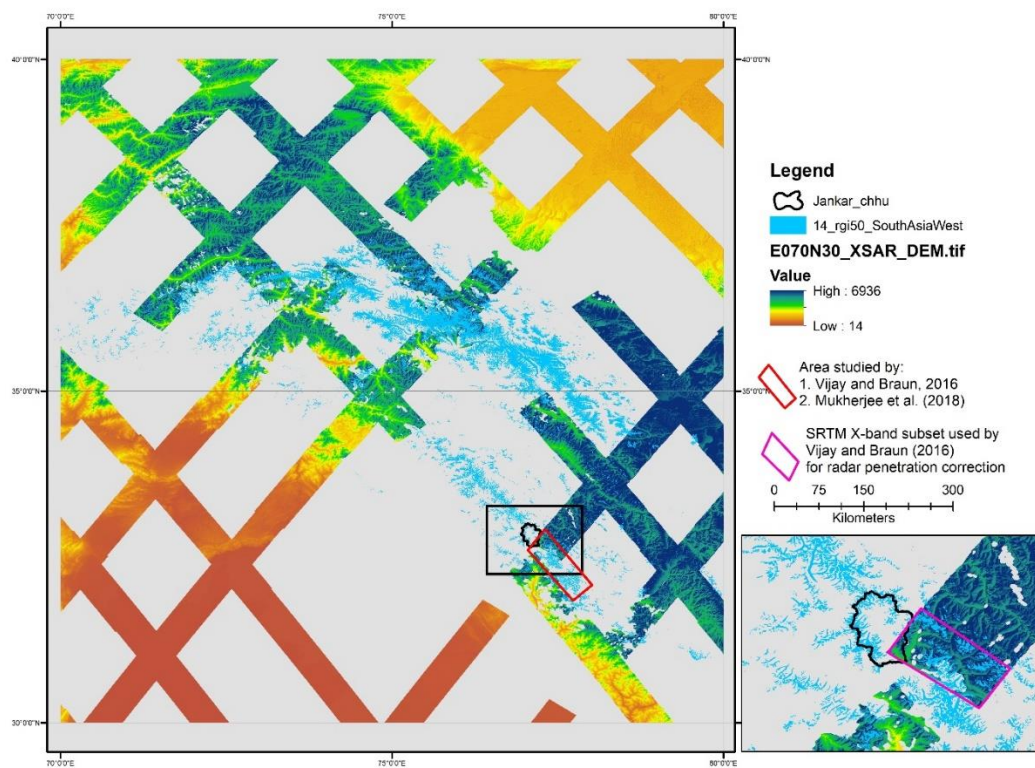 70°0'0"E
75°0'0"E
80°0'0"E
40°0'0"N
40°0'0"N
35°0'0"N
35°0'0"N
30°0'0"N
30°0'0"N
70°0'0"E
75°0'0"E
80°0'0"E
Legend
Jankar_chhu
14_rgi50_SouthAsiaWest
E070N30_XSAR_DEM.tif
Value
High : 6936
Low : 14
Area studied by:
1. Vijay and Braun, 2016
2. Mukherjee et al. (2018)
SRTM X-band subset used by
Vijay and Braun (2016)
for radar penetration correction
0 75 150 300
Kilometers